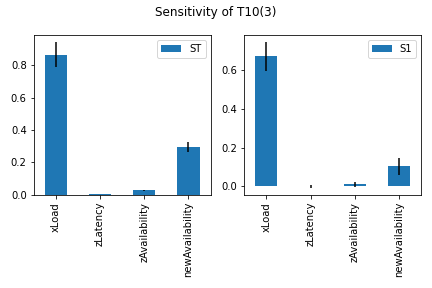 Sensitivity of T10(3)
ST
0.8
0.6
0.4
0.2
0.0
xLoad
zLatency
zAvailability
newAvailability
S1
0.6
0.4
0.2
0.0
xLoad
zLatency
zAvailability
newAvailability